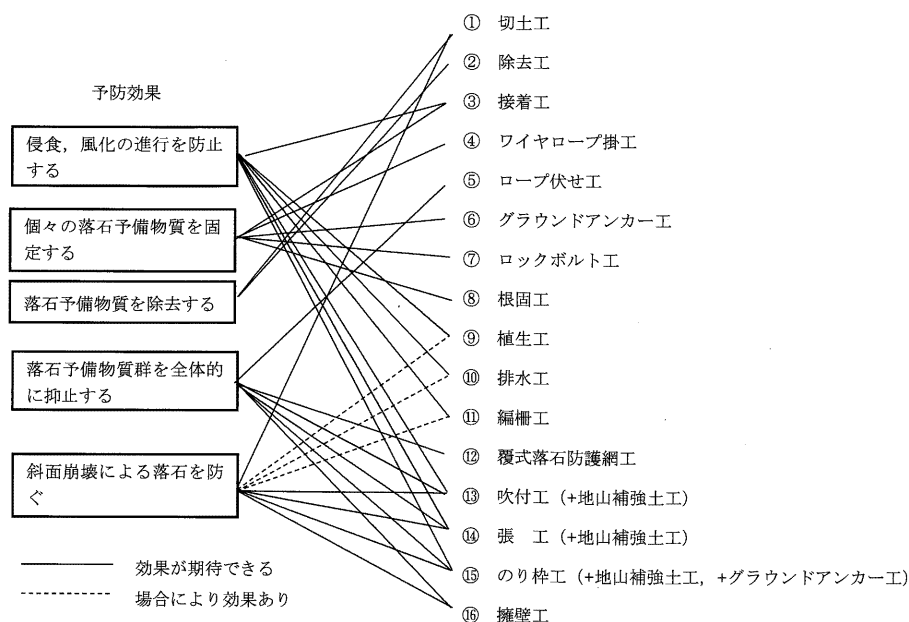 予防効果
侵食，風化の進行を防止
する
個々の落石予備物質を固
定する
落石予備物質を除去する
落石予備物質群を全体的
に抑止する
斜面崩壊による落石を防
ぐ
効果が期待できる
場合により効果あり
① 切土工
② 除去工
③ 接着工
④ ワイヤロープ掛工
⑤ ロープ伏せ工
⑥ グラウンドアンカー工
⑦ ロックボルト工
⑧ 根固工
⑨ 植生工
⑩ 排水工
⑪ 編柵工
⑫ 覆式落石防護網工
⑬ 吹付工（+地山補強土工）
⑭ 張　工（+地山補強土工）
⑮ のり枠工（+地山補強土工，+グラウンドアンカー工）
⑯ 擁壁工